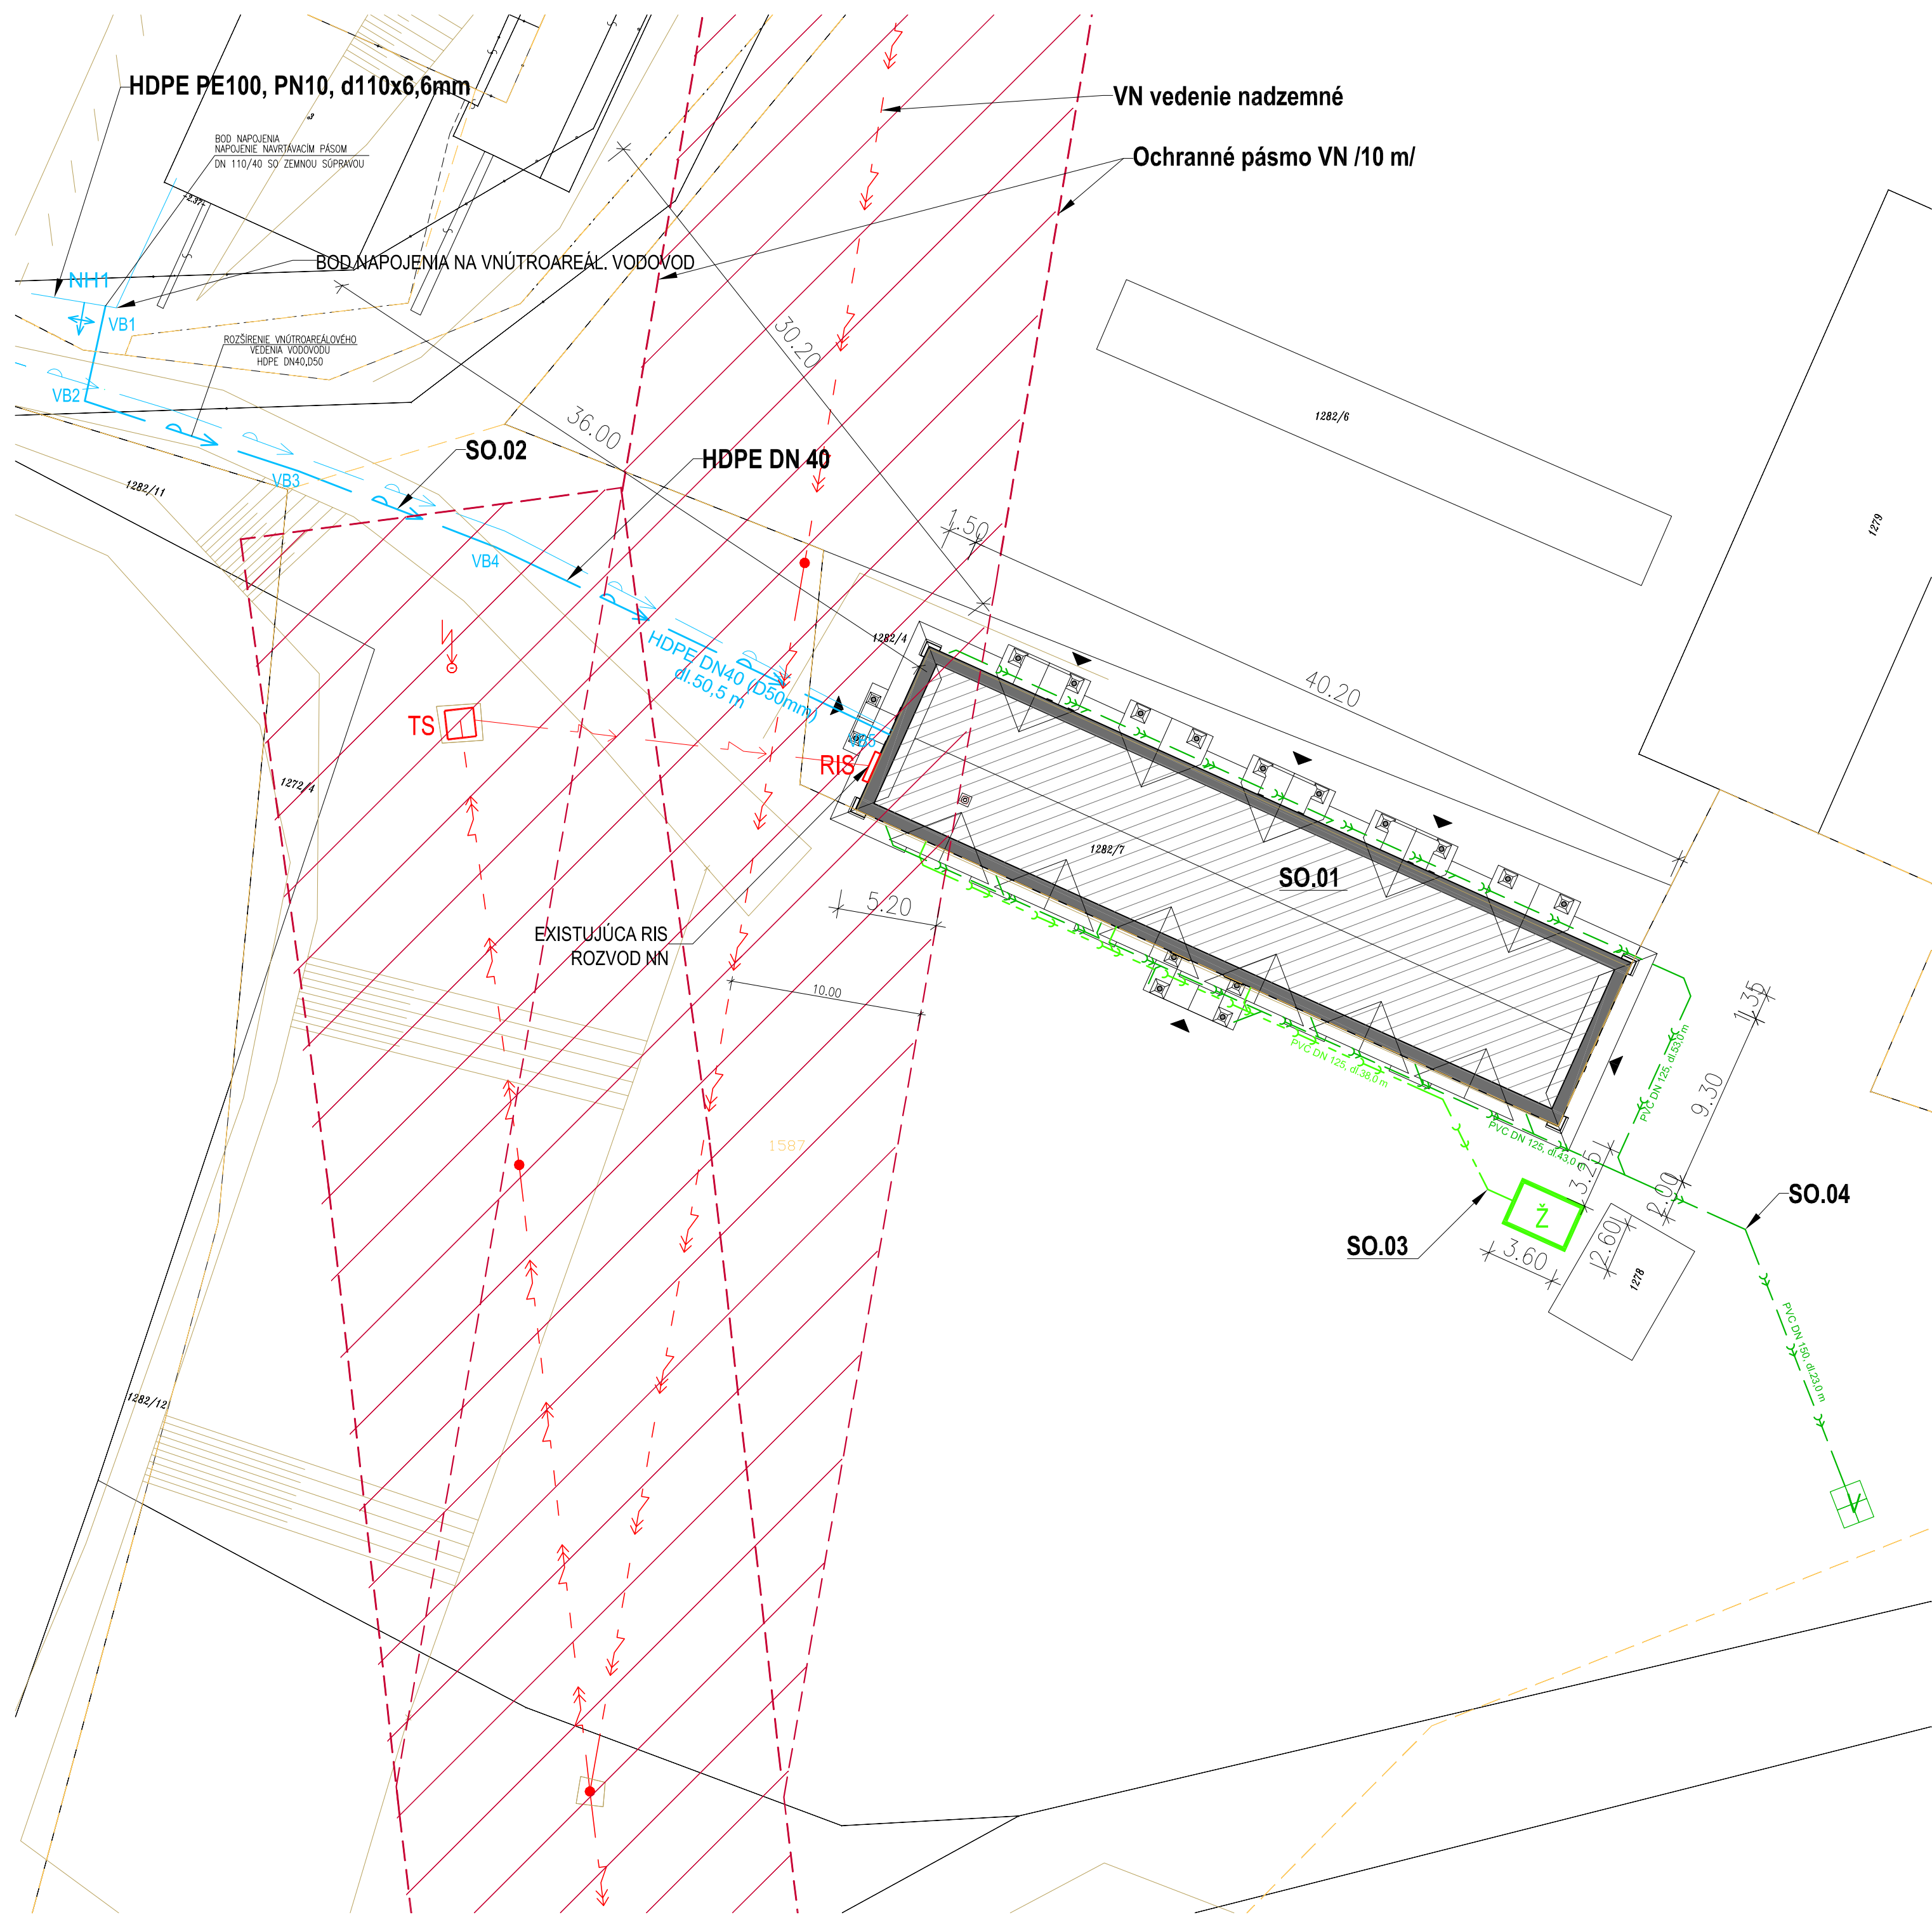 HDPE PE100, PN10, d110x6,6mm
VN vedenie nadzemné
Ochranné pásmo VN /10 m/
BOD NAPOJENIA
NAPOJENIE NAVRTÁVACÍM PÁSOM
DN 110/40 SO ZEMNOU SÚPRAVOU
2.37
BOD NAPOJENIA NA VNÚTROAREÁL. VODOVOD
NH1
VB1
ROZŠÍRENIE VNÚTROAREÁLOVÉHO
VEDENIA VODOVODU
HDPE DN40,D50
VB2
30.20
36.00
1282/6
SO.02
HDPE DN 40
VB3
1282/11
VB4
1.50
1279
1282/4
HDPE DN40 (D50mm)
dl.50,5 m
40.20
TS
VB5
RIS
1272/4
1282/7
SO.01
5.20
EXISTUJÚCA RIS
ROZVOD NN
10.00
1.35
PVC DN 125, dl.53,0 m
PVC DN 125, dl.38,0 m
9.30
1587
PVC DN 125, dl.43,0 m
3.25
2.00
SO.04
Ž
SO.03
3.60
2.60
1278
PVC DN 150, dl.23,0 m
1282/12
V